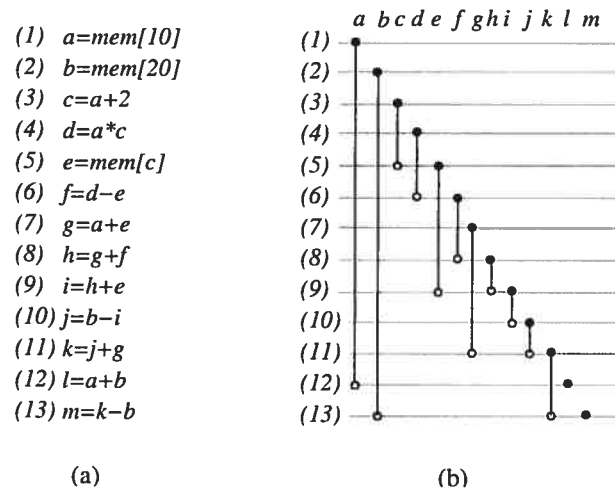 (1) a=mem[10]
(2) b=mem[20]
(3) c=a+2
(4) d=a*c
(5) e=mem[c]
(6) f=d−e
(7) g=a+e
(8) h=g+f
(9) i=h+e
(10) j=b−i
(11) k=j+g
(12) l=a+b
(13) m=k−b
(a)
a b c d e f g h i j k l m
(1)
(2)
(3)
(4)
(5)
(6)
(7)
(8)
(9)
(10)
(11)
(12)
(13)
(b)